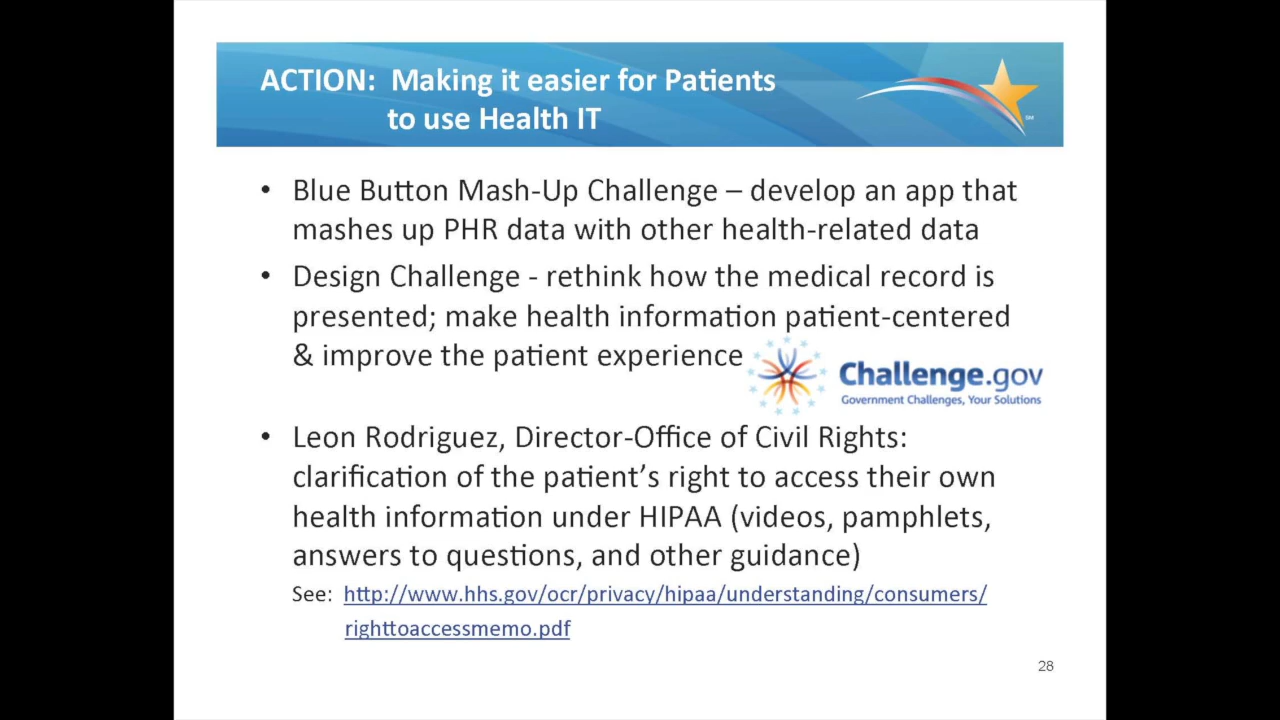 ACTION: Making it easier for Patients
to use Health IT
SM
• Blue Button Mash-Up Challenge – develop an app that
mashes up PHR data with other health-related data
• Design Challenge - rethink how the medical record is
presented; make health information patient-centered
& improve the patient experience
Challenge.gov
Government Challenges, Your Solutions
• Leon Rodriguez, Director-Office of Civil Rights:
clarification of the patient's right to access their own
health information under HIPAA (videos, pamphlets,
answers to questions, and other guidance)
See: http://www.hhs.gov/ocr/privacy/hipaa/understanding/consumers/
righttoaccessmemo.pdf
28